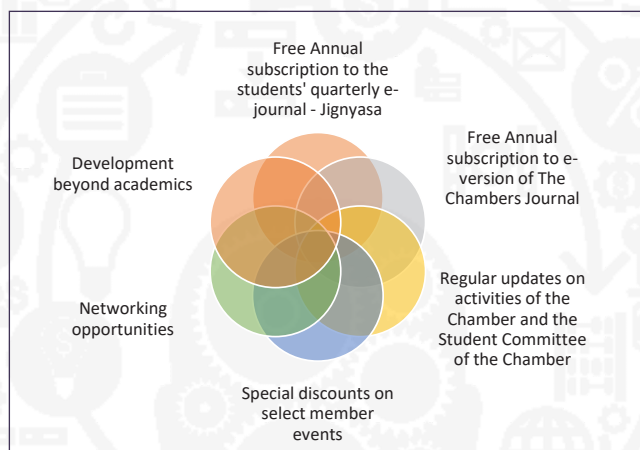 Free Annual
subscription to the
students' quarterly e-
journal - Jignyasa
Free Annual
subscription to e-
version of The
Chambers Journal
Regular updates on
activities of the
Chamber and the
Student Committee
of the Chamber
Special discounts on
select member
events
Networking
opportunities
Development
beyond academics